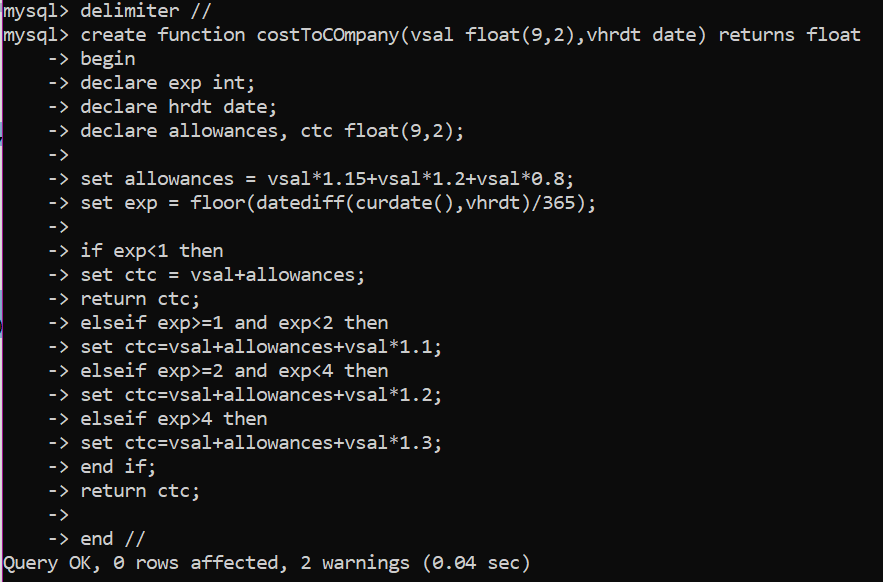 mysql> delimiter //
mysql> create function costToCOmpany(vsal float(9,2),vhrdt date) returns float
    -> begin
    -> declare exp int;
    -> declare hrdt date;
    -> declare allowances, ctc float(9,2);
    ->
    -> set allowances = vsal*1.15+vsal*1.2+vsal*0.8;
    -> set exp = floor(datediff(curdate(),vhrdt)/365);
    ->
    -> if exp<1 then
    -> set ctc = vsal+allowances;
    -> return ctc;
    -> elseif exp>=1 and exp<2 then
    -> set ctc=vsal+allowances+vsal*1.1;
    -> elseif exp>=2 and exp<4 then
    -> set ctc=vsal+allowances+vsal*1.2;
    -> elseif exp>4 then
    -> set ctc=vsal+allowances+vsal*1.3;
    -> end if;
    -> return ctc;
    ->
    -> end //
Query OK, 0 rows affected, 2 warnings (0.04 sec)